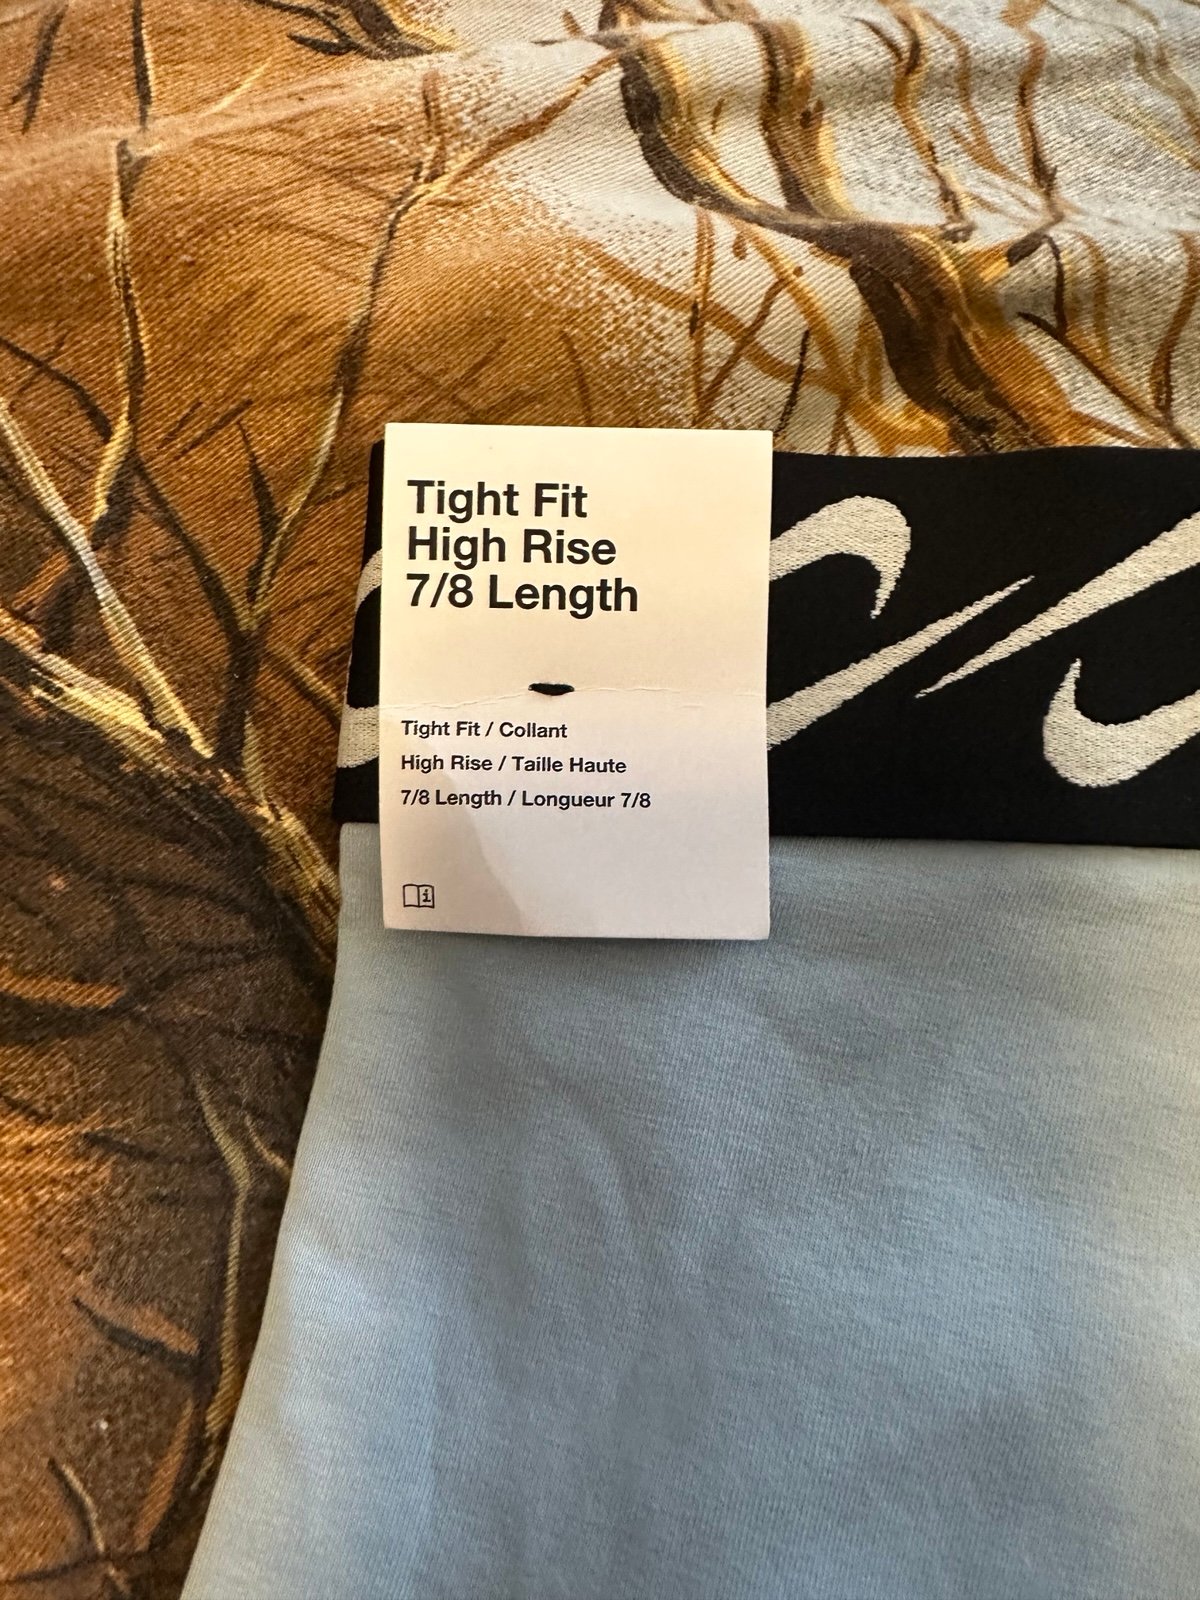 Tight Fit
High Rise
7/8 Length
Tight Fit / Collant
High Rise / Taille Haute
7/8 Length / Longueur 7/8
i